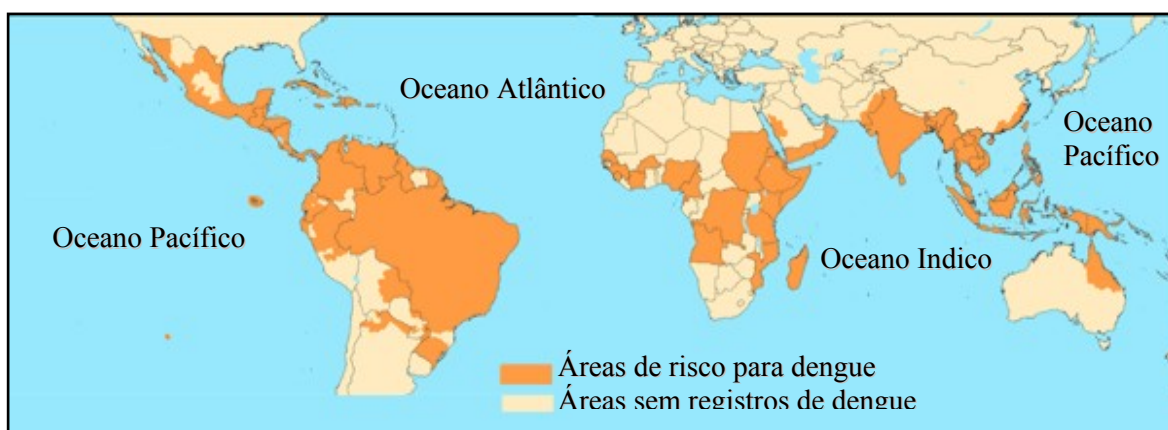 Oceano Atlântico
Oceano
Pacífico
Oceano Pacífico
Oceano Indico
Áreas de risco para dengue
Áreas sem registros de dengue